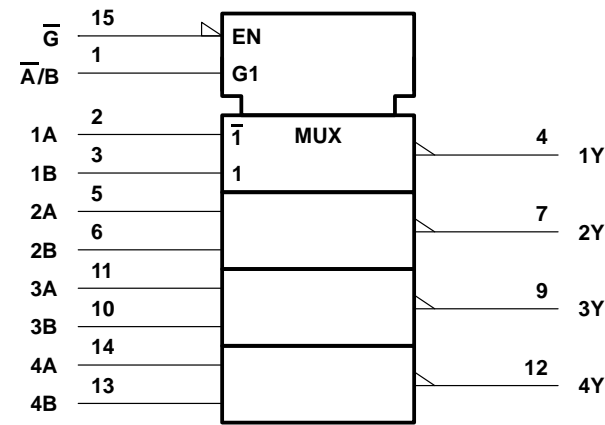 G̅ 15 EN
A̅/B 1 G1
1A 2 1̅ MUX 4 1Y
1B 3 1
2A 5 7 2Y
2B 6
3A 11 9 3Y
3B 10
4A 14 12 4Y
4B 13